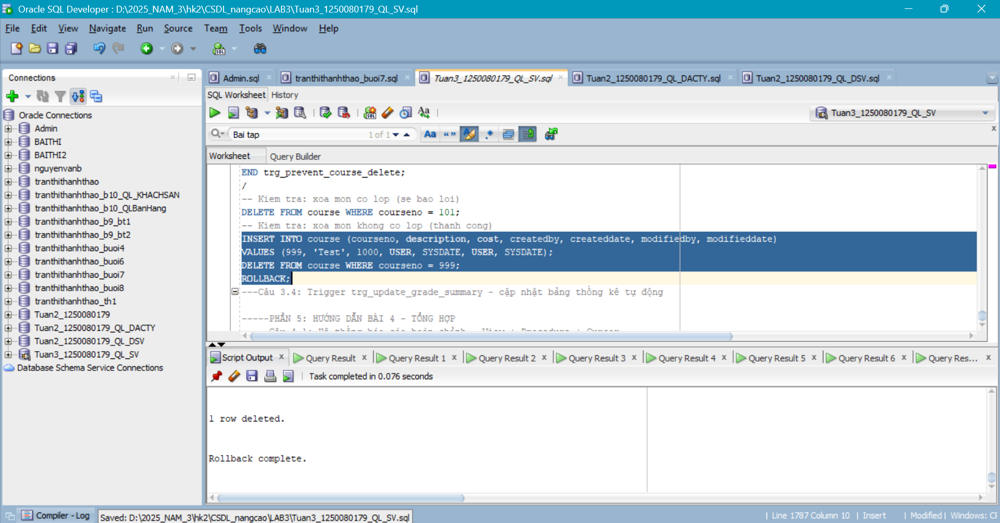 Oracle SQL Developer : D:\2025_NAM_3\hk2\CSDL_nangcao\LAB3\Tuan3_1250080179_QL_SV.sql
File Edit View Navigate Run Source Team Tools Window Help
Connections
Oracle Connections
Admin
BAITHI
BAITHI2
nguyenvanb
tranthithanhthao
tranthithanhthao_b10_QL_KHACHSAN
tranthithanhthao_b10_QLBanHang
tranthithanhthao_b9_bt1
tranthithanhthao_b9_bt2
tranthithanhthao_buoi4
tranthithanhthao_buoi6
tranthithanhthao_buoi7
tranthithanhthao_buoi8
tranthithanhthao_th1
Tuan2_1250080179
Tuan2_1250080179_QL_DACTY
Tuan2_1250080179_QL_DSV
Tuan3_1250080179_QL_SV
Database Schema Service Connections
Admin.sql tranthithanhthao_buoi7.sql Tuan3_1250080179_QL_SV.sql Tuan2_1250080179_QL_DACTY.sql Tuan2_1250080179_QL_DSV.sql
SQL Worksheet History
Tuan3_1250080179_QL_SV
Bai tap 1 of 1
Worksheet Query Builder
END trg_prevent_course_delete;
/
-- Kiem tra: xoa mon co lop (se bao loi)
DELETE FROM course WHERE courseno = 101;
-- Kiem tra: xoa mon khong co lop (thanh cong)
INSERT INTO course (courseno, description, cost, createdby, createddate, modifiedby, modifieddate)
VALUES (999, 'Test', 1000, USER, SYSDATE, USER, SYSDATE);
DELETE FROM course WHERE courseno = 999;
ROLLBACK;
---Câu 3.4: Trigger trg_update_grade_summary - cập nhật bảng thống kê tự động
-----PHẦN 5: HƯỚNG DẪN BÀI 4 - TỔNG HỢP
Script Output Query Result Query Result 1 Query Result 2 Query Result 3 Query Result 4 Query Result 5 Query Result 6 Query Res...
Task completed in 0.076 seconds
1 row deleted.
Rollback complete.
Compiler - Log
Saved: D:\2025_NAM_3\hk2\CSDL_nangcao\LAB3\Tuan3_1250080179_QL_SV.sql
Line 1787 Column 10 | Insert | Modified | Windows: